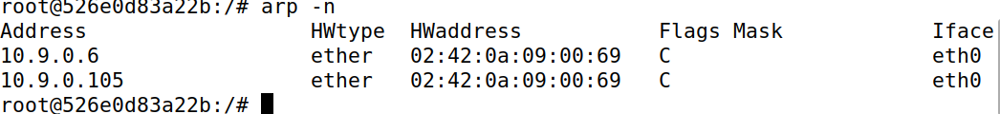 root@526e0d83a22b:/# arp -n
Address HWtype HWaddress Flags Mask Iface
10.9.0.6 ether 02:42:0a:09:00:69 C eth0
10.9.0.105 ether 02:42:0a:09:00:69 C eth0
root@526e0d83a22b:/#